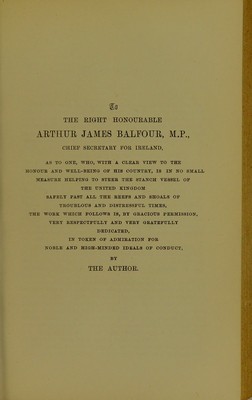 To
THE RIGHT HONOURABLE
ARTHUR JAMES BALFOUR, M.P.,
CHIEF SECRETARY FOR IRELAND,
AS TO ONE, WHO, WITH A CLEAR VIEW TO THE
HONOUR AND WELL-BEING OF HIS COUNTRY, IS IN NO SMALL
MEASURE HELPING TO STEER THE STANCH VESSEL OF
THE UNITED KINGDOM
SAFELY PAST ALL THE REEFS AND SHOALS OF
TROUBLOUS AND DISTRESSFUL TIMES,
THE WORK WHICH FOLLOWS IS, BY GRACIOUS PERMISSION,
VERY RESPECTFULLY AND VERY GRATEFULLY
DEDICATED,
IN TOKEN OF ADMIRATION FOR
NOBLE AND HIGH-MINDED IDEALS OF CONDUCT,
BY
THE AUTHOR.